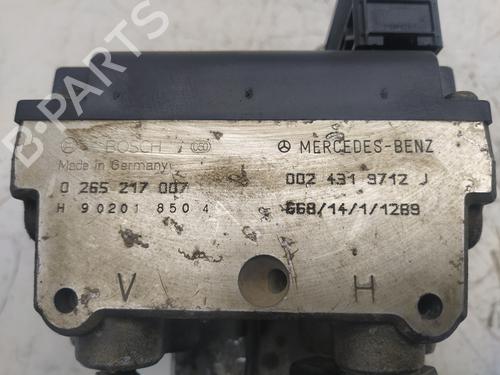 BOSCH
Made in Germany
0 265 217 007
H 90201 850 4
MERCEDES-BENZ
002 431 9712 J
668/14/1/1289
V H
B-PARTS